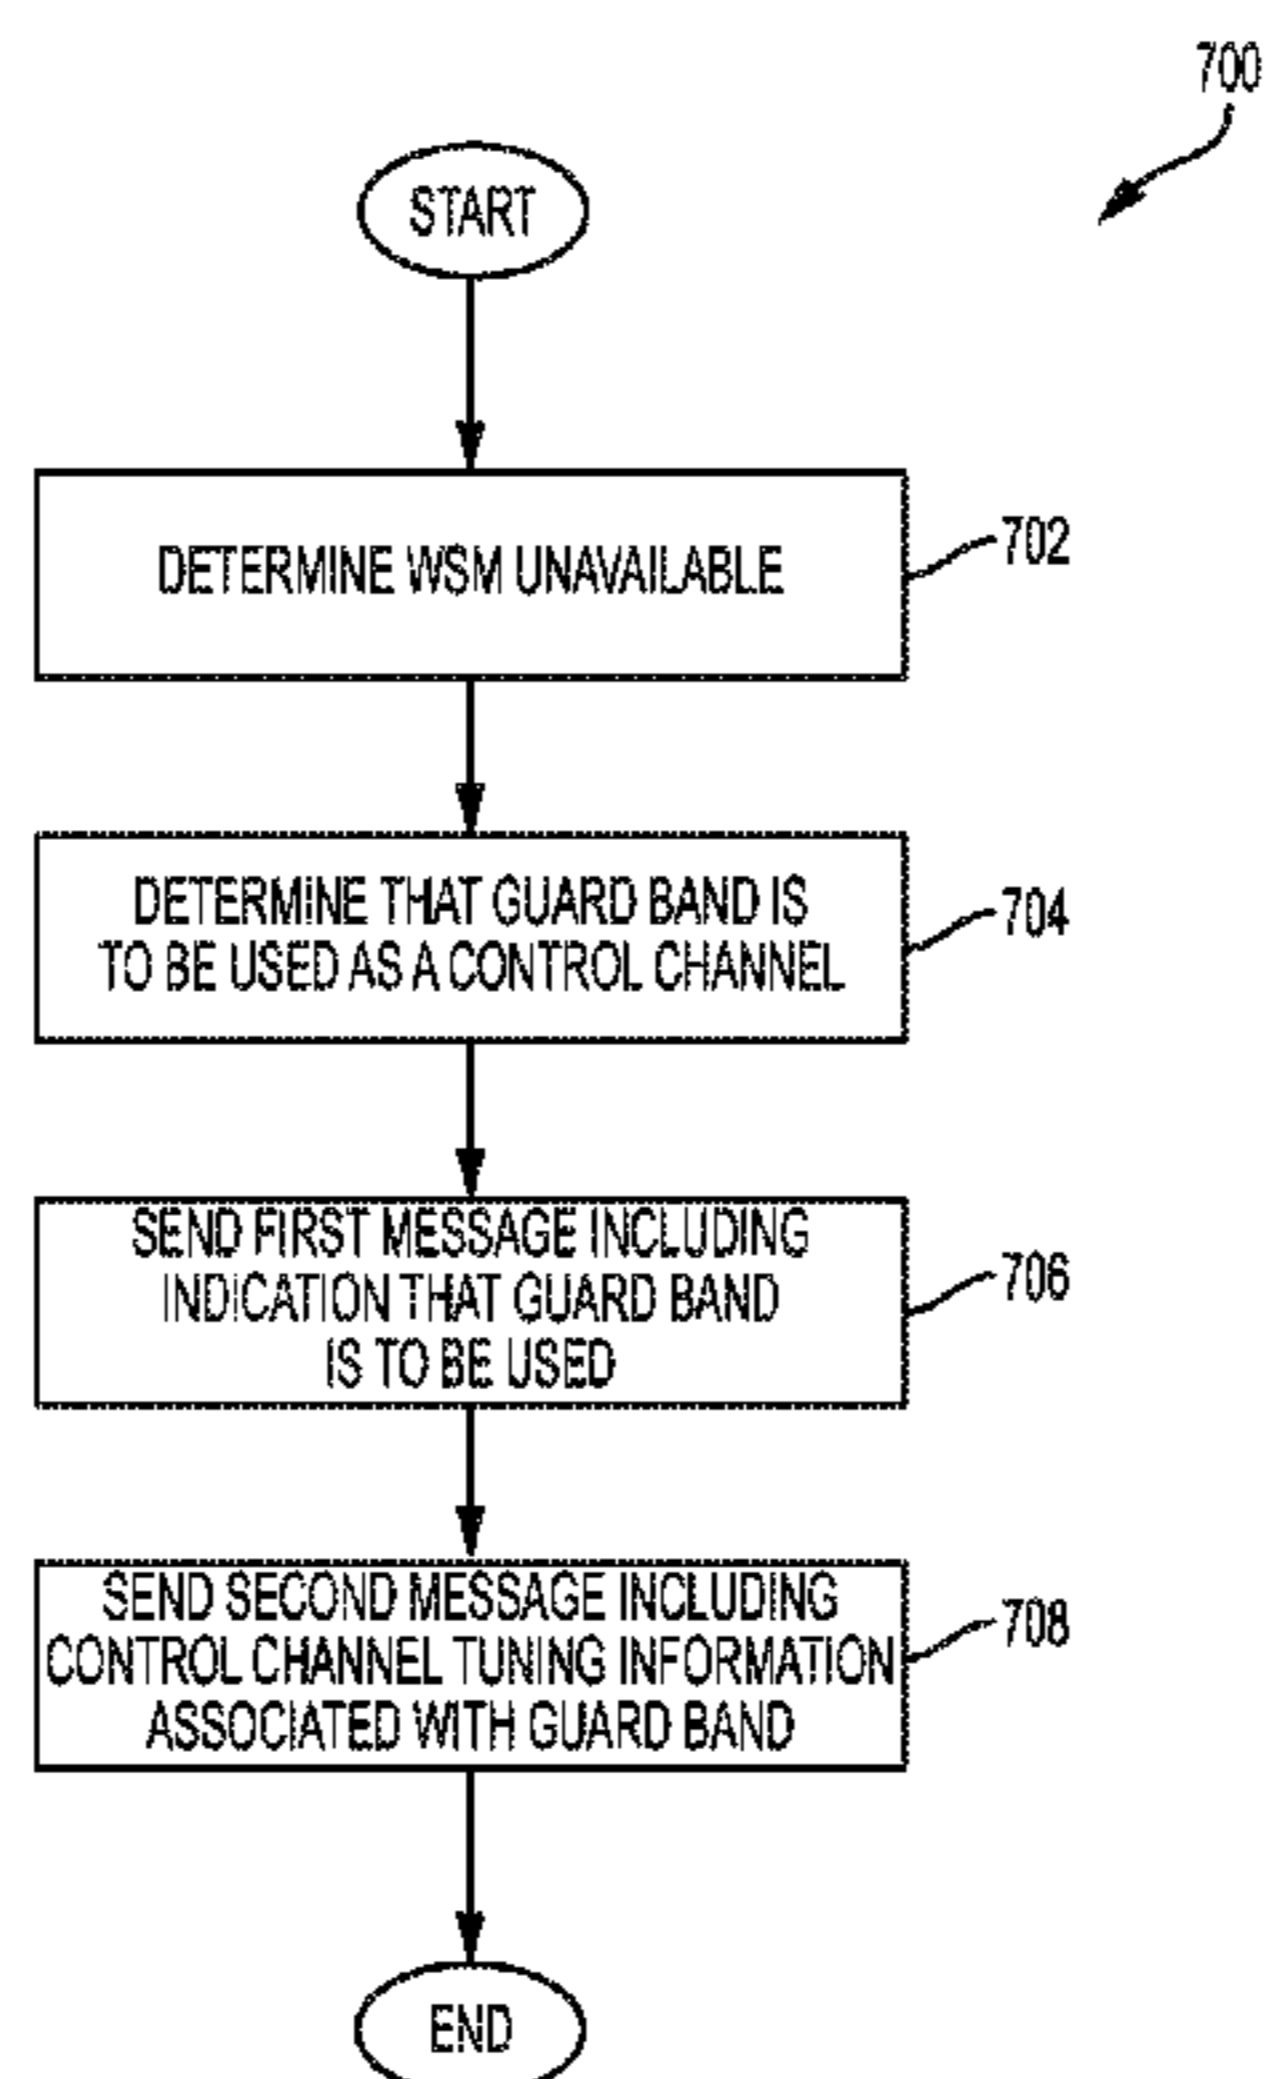 700
START
DETERMINE WSM UNAVAILABLE
702
DETERMINE THAT GUARD BAND IS
TO BE USED AS A CONTROL CHANNEL
704
SEND FIRST MESSAGE INCLUDING
INDICATION THAT GUARD BAND
IS TO BE USED
706
SEND SECOND MESSAGE INCLUDING
CONTROL CHANNEL TUNING INFORMATION
ASSOCIATED WITH GUARD BAND
708
END